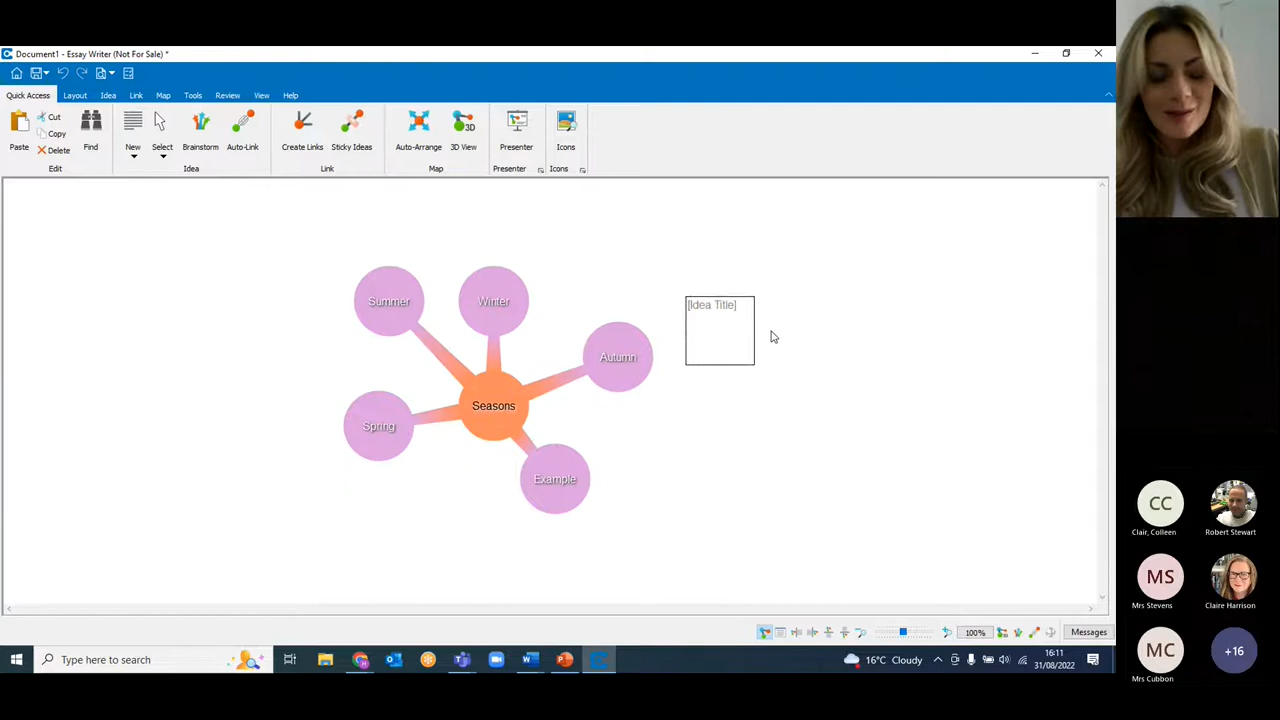 Document1 - Essay Writer (Not For Sale) *
Quick Access Layout Idea Link Map Tools Review View Help
Paste Cut Copy Delete Find New Select Brainstorm Auto-Link Create Links Sticky Ideas Auto-Arrange 3D View Presenter Icons
Edit Idea Link Map Presenter Icons
Summer Winter
[Idea Title]
Autumn
Seasons
Spring
Example
100% Messages
Type here to search
16°C Cloudy
16:11
31/08/2022
CC
Clair, Colleen Robert Stewart
MS
Mrs Stevens Claire Harrison
MC +16
Mrs Cubbon